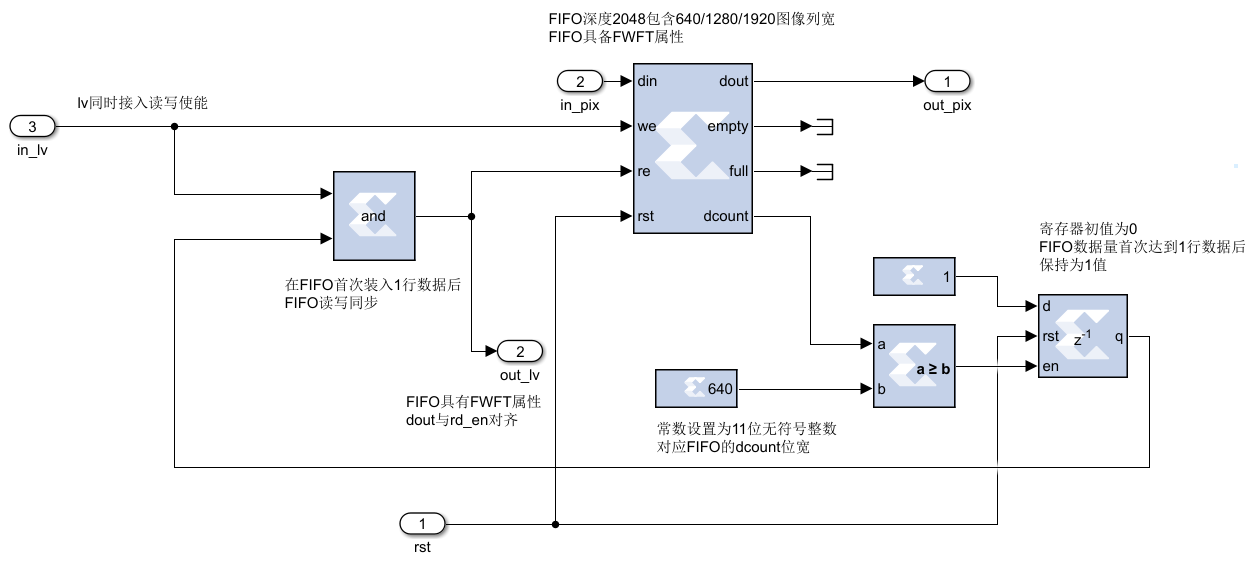 FIFO深度2048包含640/1280/1920图像列宽
FIFO具备FWFT属性
2
in_pix
din
dout
1
out_pix
lv同时接入读写使能
3
in_lv
we
empty
re
full
rst
dcount
and
在FIFO首次装入1行数据后
FIFO读写同步
寄存器初值为0
FIFO数据量首次达到1行数据后
保持为1值
1
d
rst
z-1
q
en
2
out_lv
a
a ≥ b
b
640
FIFO具有FWFT属性
dout与rd_en对齐
常数设置为11位无符号整数
对应FIFO的dcount位宽
1
rst